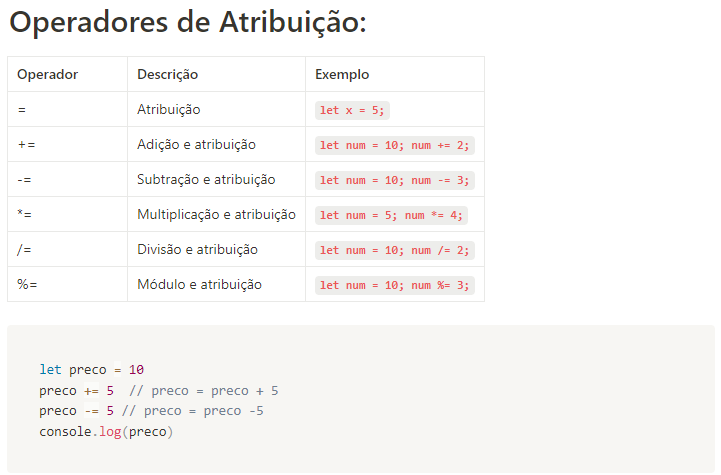 Operadores de Atribuição:
Operador Descrição Exemplo
= Atribuição let x = 5;
+= Adição e atribuição let num = 10; num += 2;
-= Subtração e atribuição let num = 10; num -= 3;
*= Multiplicação e atribuição let num = 5; num *= 4;
/= Divisão e atribuição let num = 10; num /= 2;
%= Módulo e atribuição let num = 10; num %= 3;
let preco = 10
preco += 5  // preco = preco + 5
preco -= 5 // preco = preco -5
console.log(preco)